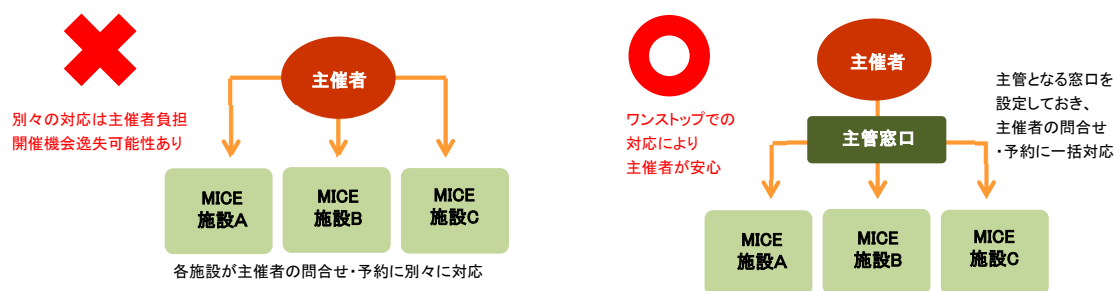 主催者
別々の対応は主催者負担
開催機会逸失可能性あり
MICE
施設A
MICE
施設B
MICE
施設C
各施設が主催者の問合せ・予約に別々に対応
主催者
ワンストップでの
対応により
主催者が安心
主管窓口
主管となる窓口を
設定しておき、
主催者の問合せ
・予約に一括対応
MICE
施設A
MICE
施設B
MICE
施設C